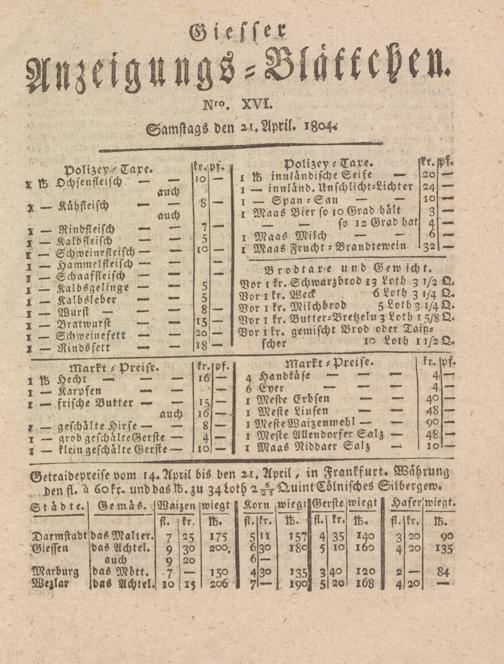 Giesser
Anzeigungs-Blättchen.
Nro. XVI.
Samstags den 21. April. 1804.
Polizey-Taxe. kr. pf.
1 ℔ Ochsenfleisch — — 10 —
auch
1 — Kühfleisch — — 8 —
auch
1 — Rindfleisch — — 7 —
1 — Kalbfleisch — — 5
1 — Schweinefleisch — — 10 —
1 — Hammelfleisch —
1 — Schaaffleisch —
1 — Kalbsgelinge — — 5
1 — Kalbsleber — — 5
1 — Wurst — — 8 —
1 — Bratwurst — — 15 —
1 — Schweinefett — — 20 —
1 — Rindsfett — — 18 —
Polizey-Taxe. kr. pf.
1 ℔ innländische Seife — 20 —
1 — innländ. Unschlicht-Lichter 24 —
1 — Span-Sau — — 10 —
1 Maas Bier so 10 Grad hält 3 —
— — so 12 Grad hat 4 —
1 Maas Milch — — 6 —
1 Maas Frucht-Brandtewein 32 —
Brodtaxe und Gewicht.
Vor 1 kr. Schwarzbrod 13 Loth 3 1/2 Q.
Vor 1 kr. Weck 6 Loth 3 1/4 Q.
Vor 1 kr. Milchbrod 5 Loth 3 1/4 Q.
Vor 1 kr. Butter-Bretzeln 3 Loth 1 5/8 Q.
Vor 1 kr. gemischt Brod oder
scher 10 Loth 1 1/2 Q.
Markt-Preise. kr. pf.
1 ℔ Hecht — — 16 —
1 — Karpfen
1 — frische Butter — — 15 —
auch 16 —
1 — geschälte Hirse — 8 —
1 — grob geschälte Gerste — 4 —
1 — klein geschälte Gerste — 10 —
Markt-Preise. kr. pf.
4 Handkäse — — 4 —
6 Eyer — — 4 —
1 Meste Erbsen — — 40 —
1 Meste Linsen — — 48 —
1 Meste Waizenmehl — 90 —
1 Meste Allendorfer Salz — 48 —
1 Maas Niddaer Salz — 10 —
Getraidepreise vom 14. April bis den 21. April, in Frankfurt. Währung
den fl. à 60 kr. und das ℔. zu 34 Loth Quint Cölnisches Silbergew.
Städte. Gemäs. Waizen wiegt Korn wiegt Gerste wiegt Hafer wiegt.
fl. kr. ℔. fl. kr. ℔. fl. kr. ℔. fl. kr. ℔.
Darmstadt das Malter. 7 25 175 5 11 157 4 35 140 3 20 90
Giessen das Achtel. 9 30 200. 6 30 180 5 10 160 4 20 135
auch 9 20 6 —
Marburg das Mött. 7 — 150 4 30 135 3 40 120 2 — 84
Wezlar das Achtel. 10 15 206 7 — 190 5 20 168 4 20 —